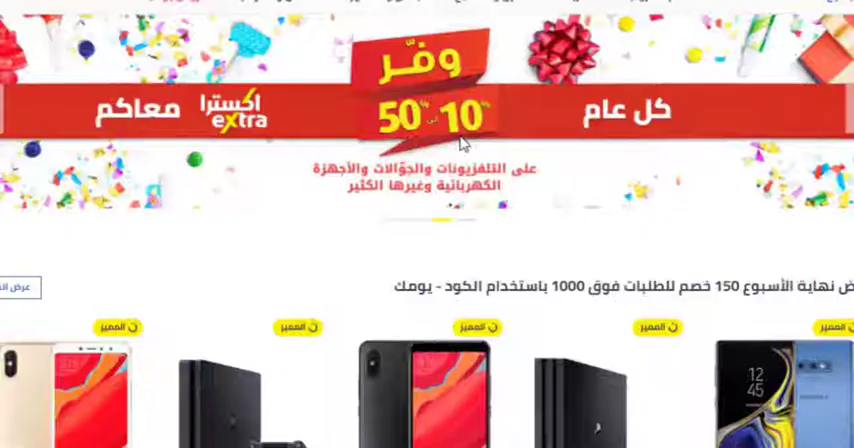 وفّر
كل عام
10% إلى 50%
اكسترا
extra
معاكم
على التلفزيونات والجوّالات والأجهزة
الكهربائية وغيرها الكثير
نهاية الأسبوع 150 خصم للطلبات فوق 1000 باستخدام الكود - يومك
عرض
المميز
المميز
المميز
المميز
المميز
12
45